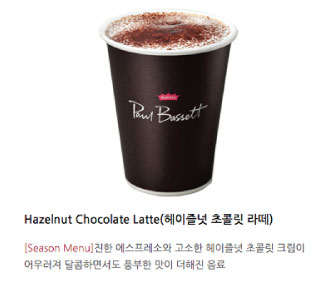 Paul Bassett
Hazelnut Chocolate Latte(헤이즐넛 초콜릿 라떼)
[Season Menu]진한 에스프레소와 고소한 헤이즐넛 초콜릿 크림이
어우러져 달콤하면서도 풍부한 맛이 더해진 음료